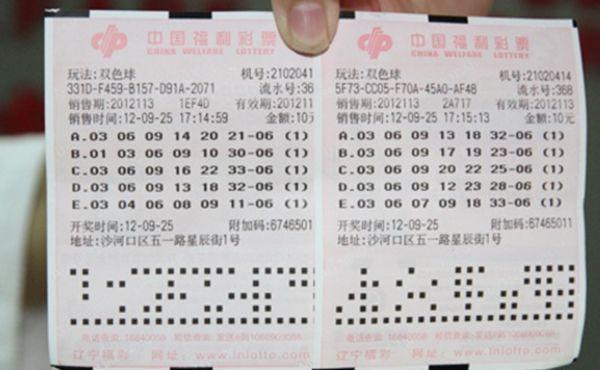 中国福利彩票
CHINA WELFARE LOTTERY
玩法:双色球 机号:2102041
331D-F459-B157-D91A-2071 流水号:36
销售期:2012113 1EF4D 有效期:20121
销售时间:12-09-25 17:14:59 金额:10元
A.03 06 09 14 20 21-06 (1)
B.01 03 06 09 10 30-06 (1)
C.03 06 09 16 22 33-06 (1)
D.03 06 09 13 18 32-06 (1)
E.03 04 06 08 09 11-06 (1)
开奖时间:12-09-25 附加码:6746501
地址:沙河口区五一路星辰街1号
辽宁福彩 网址:www.lnlotto.com
中国福利彩票
CHINA WELFARE LOTTERY
玩法:双色球 机号:21020414
5F73-CC05-F70A-45A0-AF48 流水号:368
销售期:2012113 2A717 有效期:2012113
销售时间:12-09-25 17:15:13 金额:10元
A.03 06 09 13 18 32-06 (1)
B.03 06 09 17 19 23-06 (1)
C.03 06 09 20 22 25-06 (1)
D.03 06 09 12 23 28-06 (1)
E.03 06 07 09 18 33-06 (1)
开奖时间:12-09-25 附加码:67465011
地址:沙河口区五一路星辰街1号
辽宁福彩 网址:www.lnlotto.com